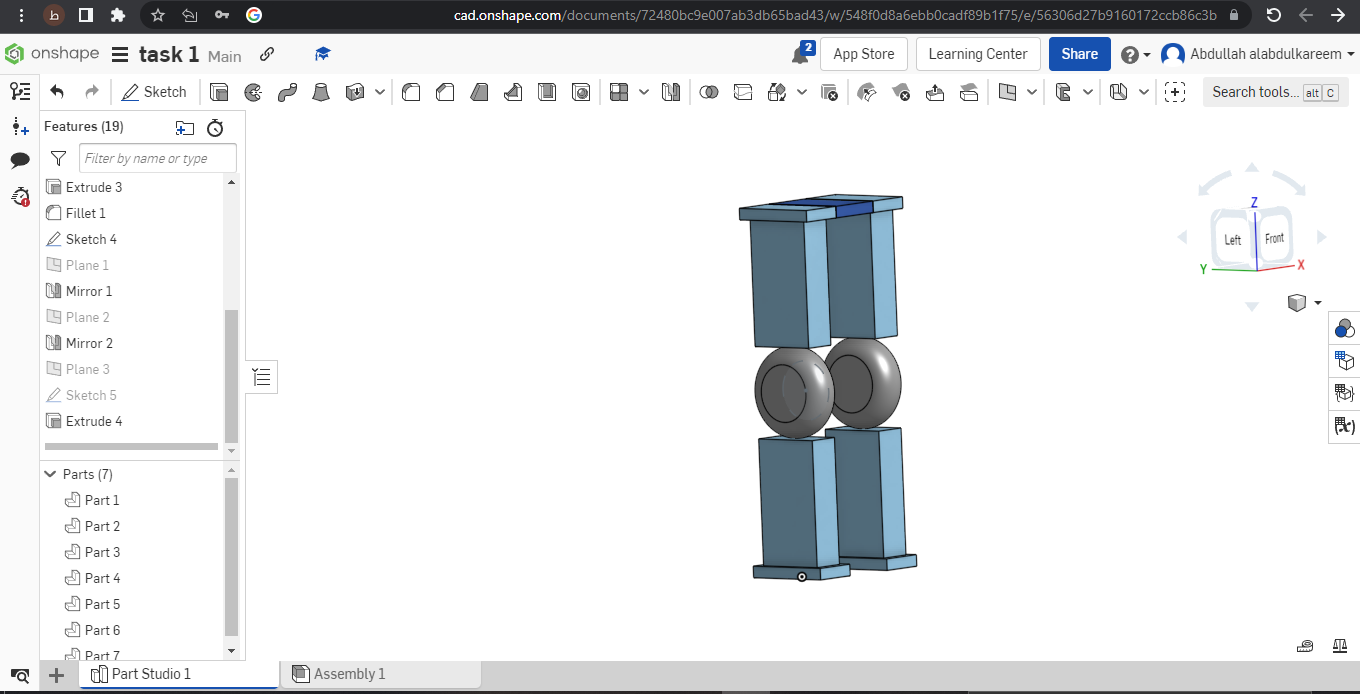 b
cad.onshape.com/documents/72480bc9e007ab3db65bad43/w/548f0d8a6ebb0cadf89b1f75/e/56306d27b9160172ccb86c3b
onshape task 1 Main
2
App Store
Learning Center
Share
Abdullah alabdulkareem
Sketch
Search tools... alt C
Features (19)
Filter by name or type
Extrude 3
Fillet 1
Sketch 4
Plane 1
Mirror 1
Plane 2
Mirror 2
Plane 3
Sketch 5
Extrude 4
Parts (7)
Part 1
Part 2
Part 3
Part 4
Part 5
Part 6
Part 7
Z
Left Front
Y X
(x)
Part Studio 1
Assembly 1